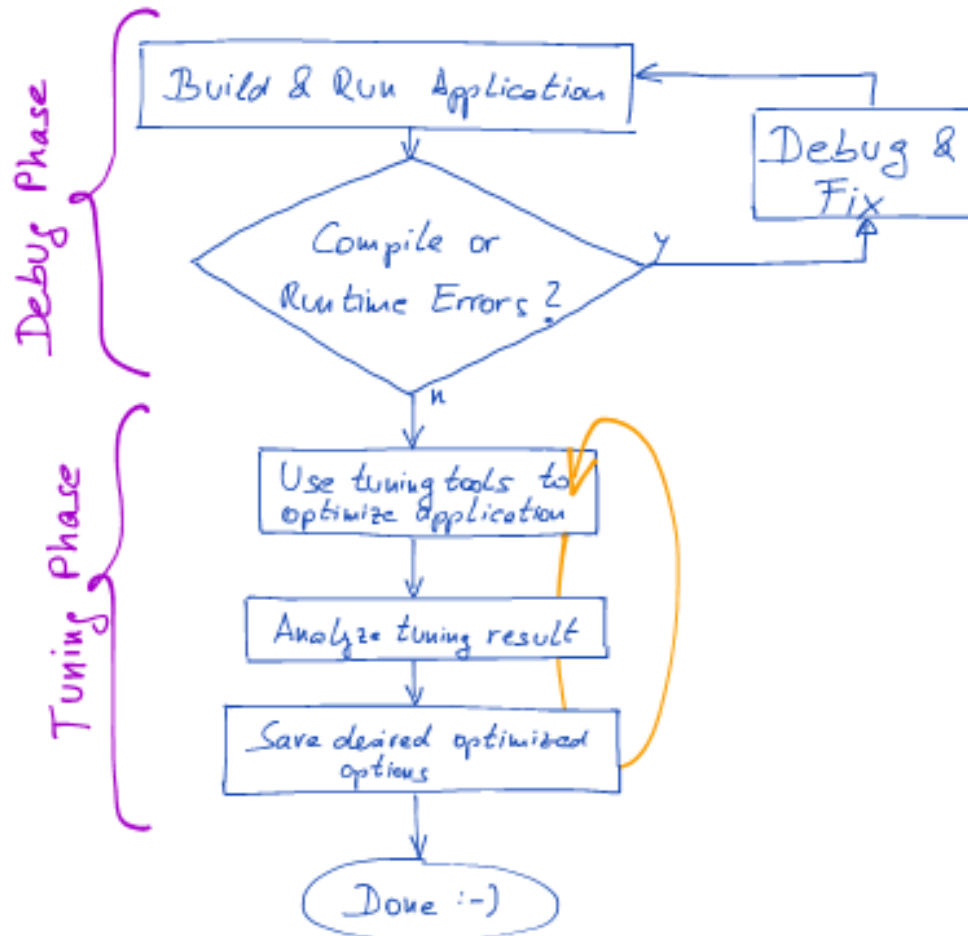 Debug Phase
Build & Run Application
Debug &
Fix
Compile or
Runtime Errors?
y
n
Tuning Phase
Use tuning tools to
optimize application
Analyze tuning result
Save desired optimized
options
Done :-)